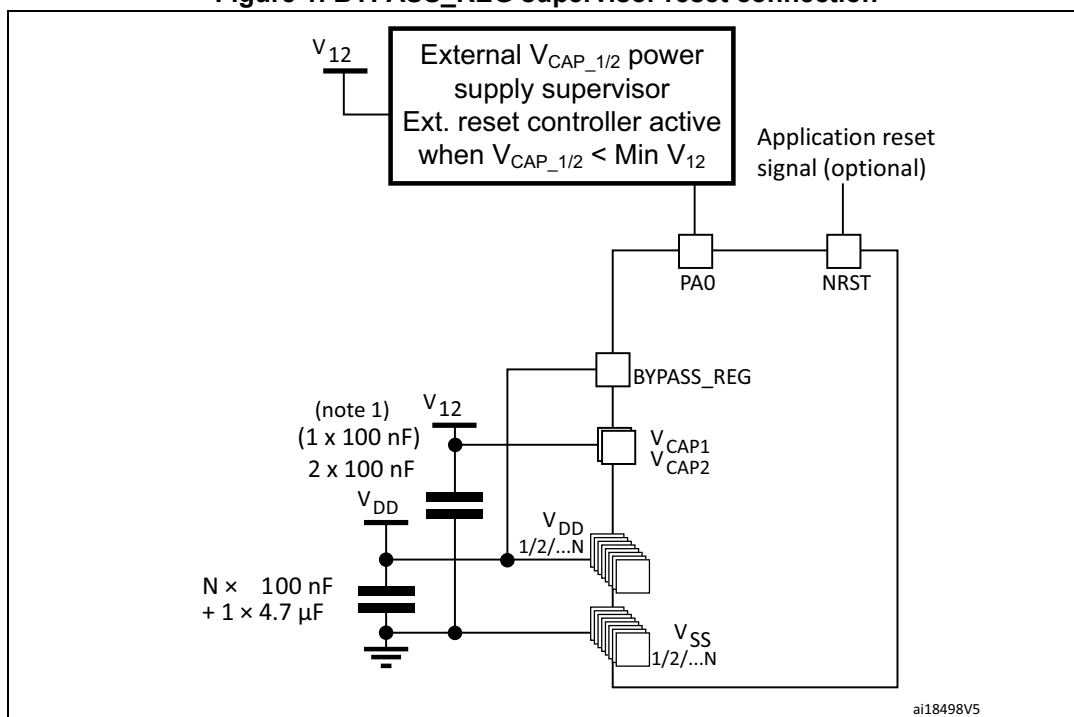 V12
External VCAP_1/2 power
supply supervisor
Ext. reset controller active
when VCAP_1/2 < Min V12
Application reset
signal (optional)
PA0
NRST
BYPASS_REG
(note 1)
(1 x 100 nF)
2 x 100 nF
V12
VCAP1
VCAP2
VDD
VDD
1/2/...N
N × 100 nF
+ 1 × 4.7 µF
VSS
1/2/...N
ai18498V5